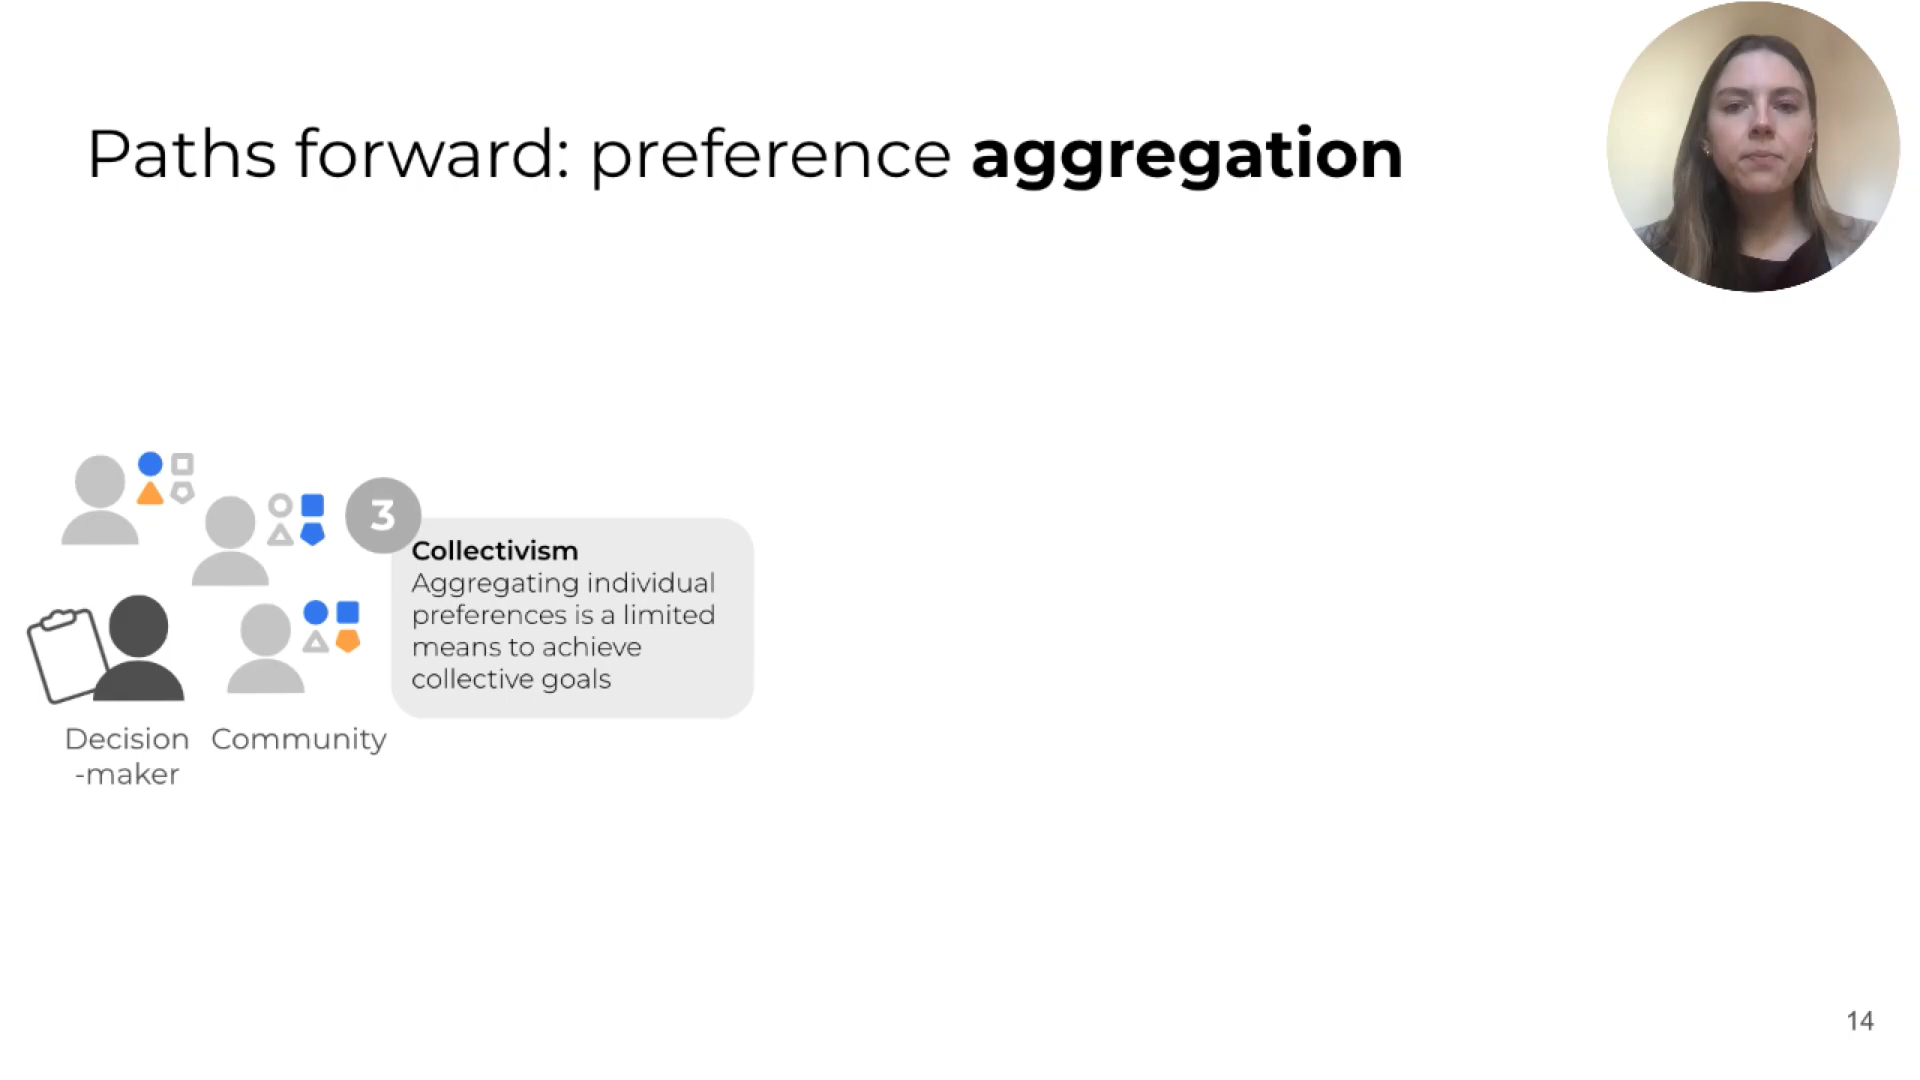 Paths forward: preference aggregation
3
Collectivism
Aggregating individual
preferences is a limited
means to achieve
collective goals
Decision
-maker
Community
14